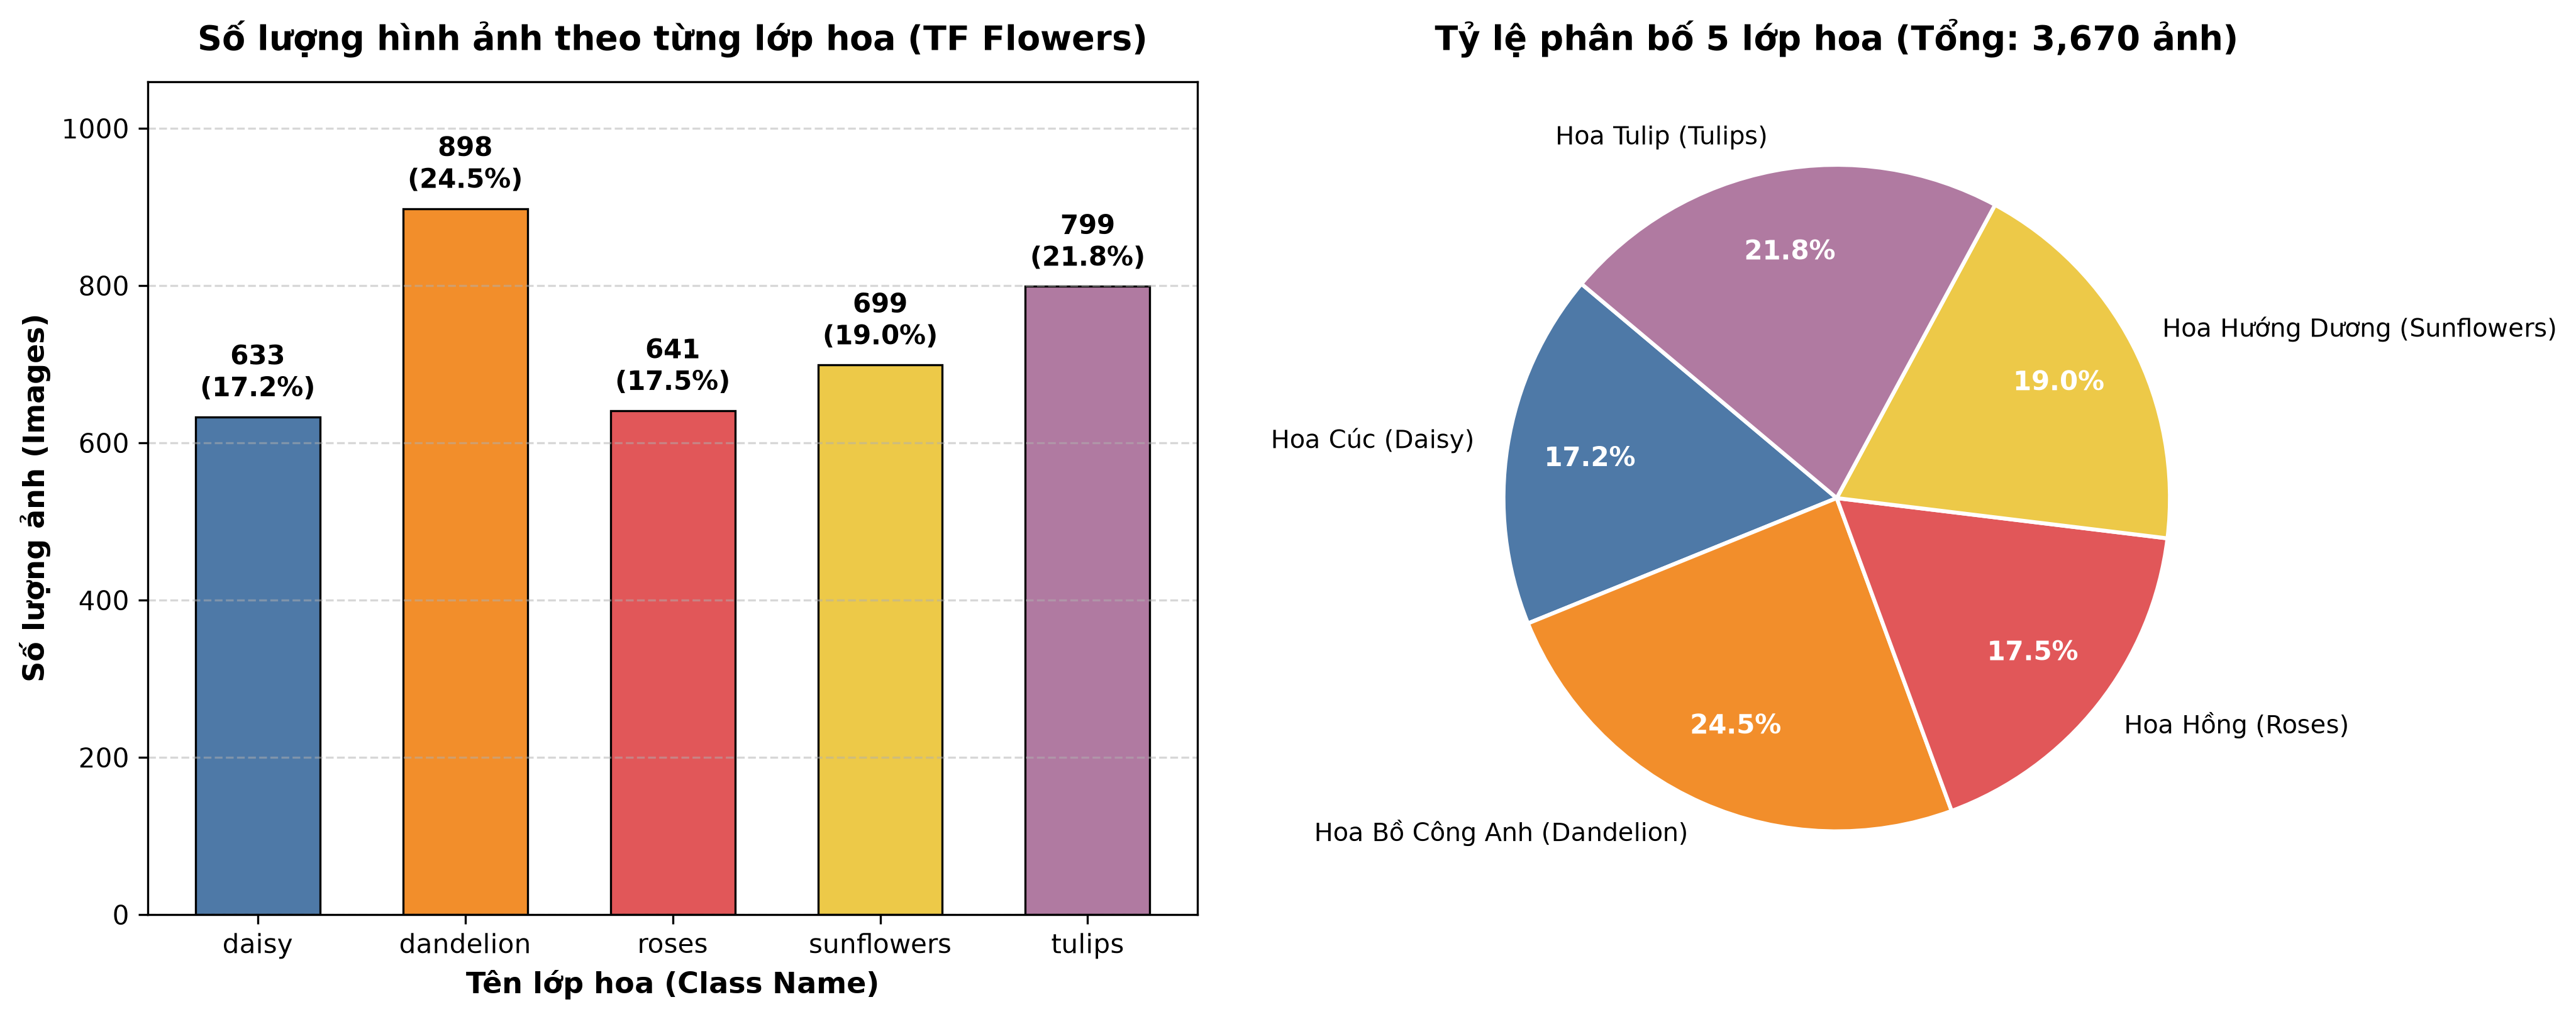 Số lượng hình ảnh theo từng lớp hoa (TF Flowers)
Số lượng ảnh (Images)
1000
800
600
400
200
0
633
(17.2%)
898
(24.5%)
641
(17.5%)
699
(19.0%)
799
(21.8%)
daisy
dandelion
roses
sunflowers
tulips
Tên lớp hoa (Class Name)
Tỷ lệ phân bố 5 lớp hoa (Tổng: 3,670 ảnh)
Hoa Tulip (Tulips)
21.8%
Hoa Hướng Dương (Sunflowers)
19.0%
Hoa Cúc (Daisy)
17.2%
17.5%
Hoa Hồng (Roses)
24.5%
Hoa Bồ Công Anh (Dandelion)